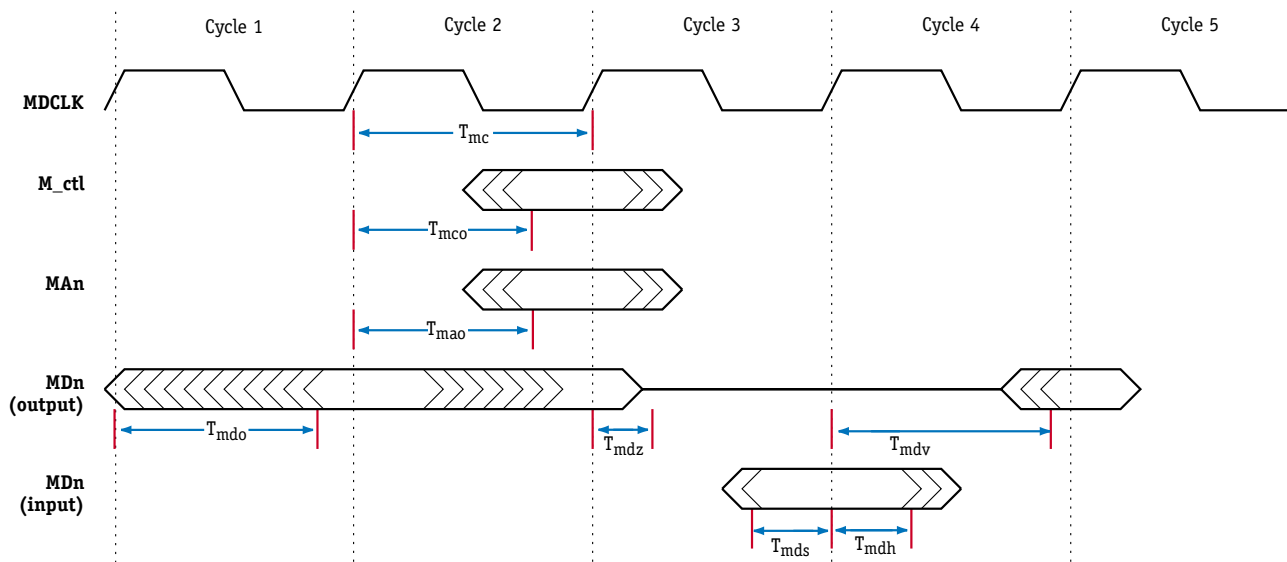 Cycle 1 Cycle 2 Cycle 3 Cycle 4 Cycle 5
MDCLK
Tmc
M_ctl
Tmco
MAn
Tmao
MDn
(output)
Tmdo Tmdz Tmdv
MDn
(input)
Tmds Tmdh